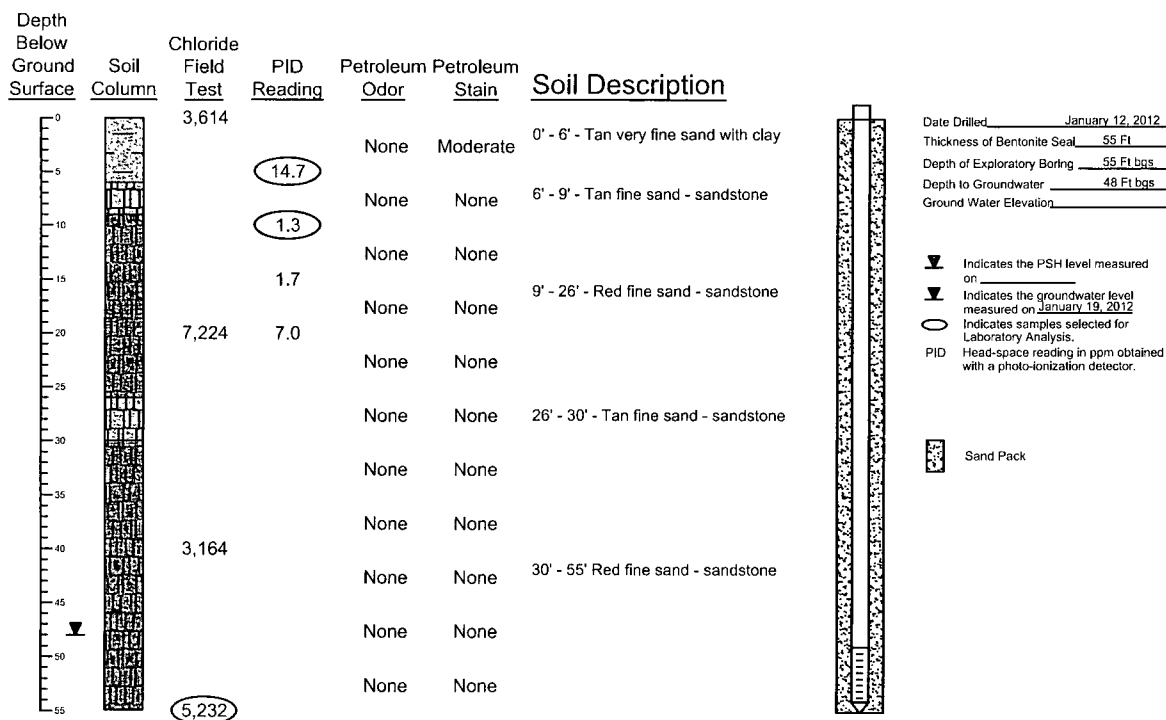 Depth Below Ground Surface
Soil Column
Chloride Field Test
PID Reading
Petroleum Odor
Petroleum Stain
Soil Description
0
3,614
None Moderate
0' - 6' - Tan very fine sand with clay
5
14.7
None None
6' - 9' - Tan fine sand - sandstone
10
1.3
None None
15
1.7
9' - 26' - Red fine sand - sandstone
None None
20
7,224
7.0
None None
25
None None
26' - 30' - Tan fine sand - sandstone
30
None None
35
None None
40
3,164
30' - 55' Red fine sand - sandstone
None None
45
None None
50
None None
55
5,232
Date Drilled January 12, 2012
Thickness of Bentonite Seal 55 Ft
Depth of Exploratory Boring 55 Ft bgs
Depth to Groundwater 48 Ft bgs
Ground Water Elevation
Indicates the PSH level measured
on
Indicates the groundwater level
measured on January 19, 2012
Indicates samples selected for
Laboratory Analysis.
PID Head-space reading in ppm obtained
with a photo-ionization detector.
Sand Pack